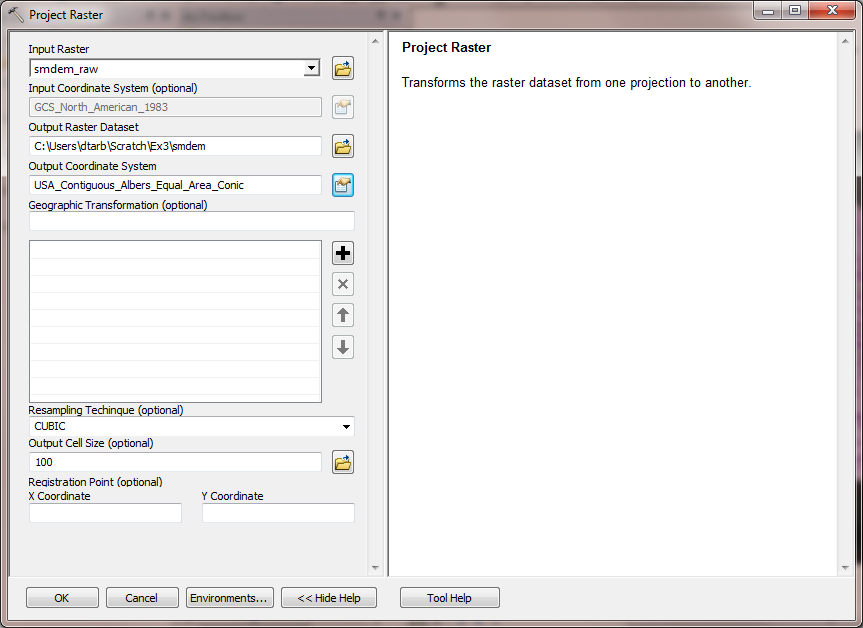 Project Raster
Input Raster
smdem_raw
Input Coordinate System (optional)
GCS_North_American_1983
Output Raster Dataset
C:\Users\dtarb\Scratch\Ex3\smdem
Output Coordinate System
USA_Contiguous_Albers_Equal_Area_Conic
Geographic Transformation (optional)
Resampling Techinque (optional)
CUBIC
Output Cell Size (optional)
100
Registration Point (optional)
X Coordinate Y Coordinate
OK Cancel Environments... << Hide Help
Project Raster
Transforms the raster dataset from one projection to another.
Tool Help